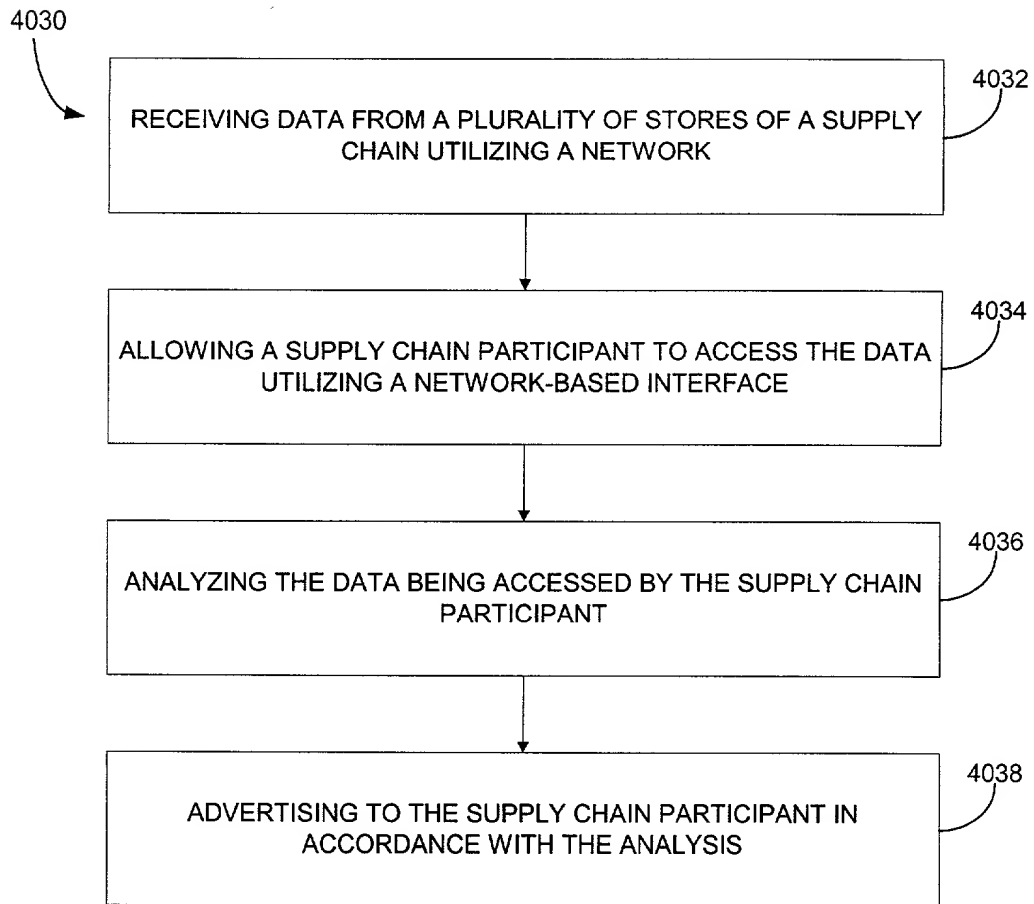 4030
4032
RECEIVING DATA FROM A PLURALITY OF STORES OF A SUPPLY
CHAIN UTILIZING A NETWORK
4034
ALLOWING A SUPPLY CHAIN PARTICIPANT TO ACCESS THE DATA
UTILIZING A NETWORK-BASED INTERFACE
4036
ANALYZING THE DATA BEING ACCESSED BY THE SUPPLY CHAIN
PARTICIPANT
4038
ADVERTISING TO THE SUPPLY CHAIN PARTICIPANT IN
ACCORDANCE WITH THE ANALYSIS